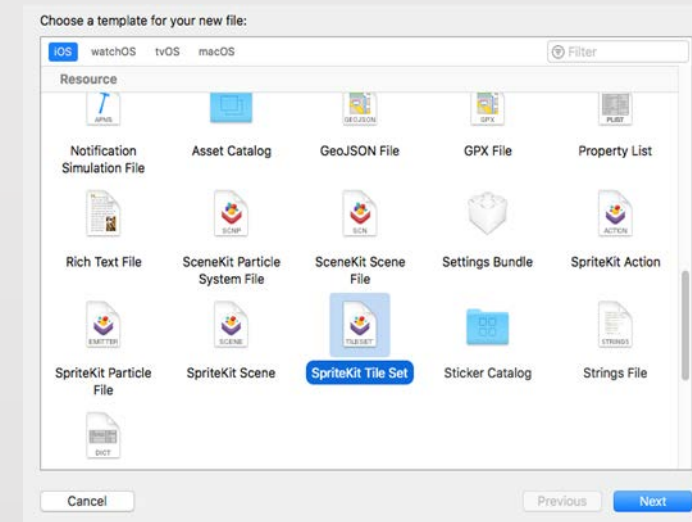 Choose a template for your new file:
iOS watchOS tvOS macOS Filter
Resource
APNS GEOJSON GPX PLIST
Notification Simulation File
Asset Catalog
GeoJSON File
GPX File
Property List
SCNP SCN ACTION
Rich Text File
SceneKit Particle System File
SceneKit Scene File
Settings Bundle
SpriteKit Action
EMITTER SCENE TILESET STRINGS
SpriteKit Particle File
SpriteKit Scene
SpriteKit Tile Set
Sticker Catalog
Strings File
DICT
Cancel Previous Next